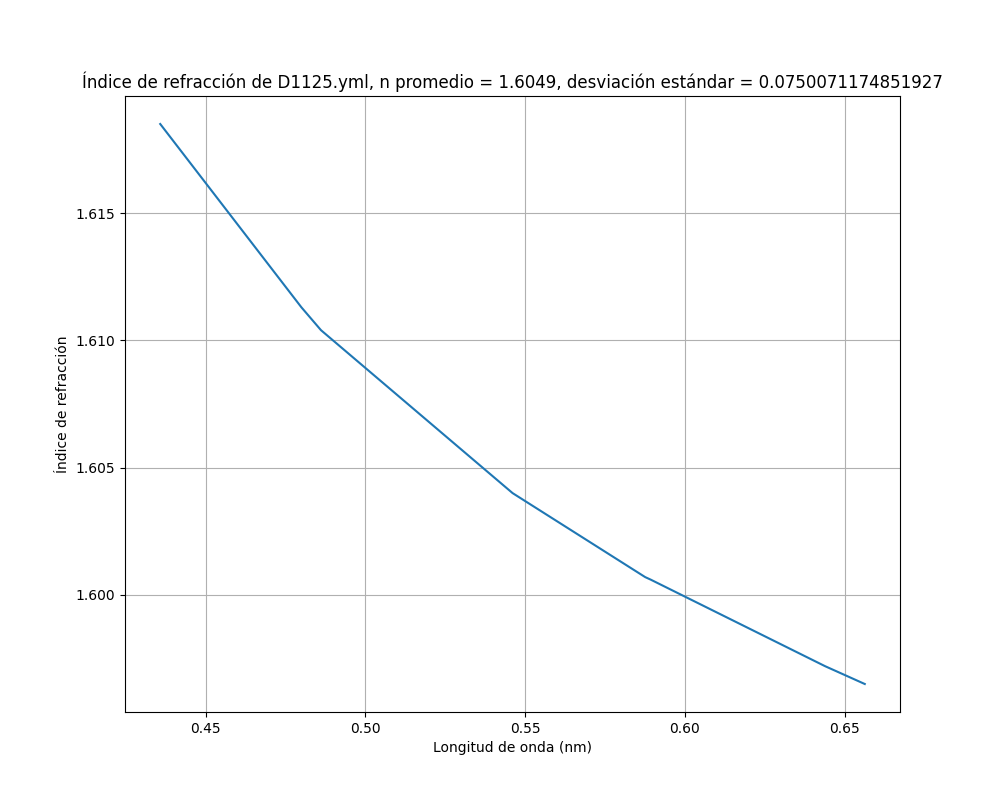 Índice de refracción de D1125.yml, n promedio = 1.6049, desviación estándar = 0.0750071174851927
1.615
1.610
1.605
1.600
Índice de refracción
0.45 0.50 0.55 0.60 0.65
Longitud de onda (nm)